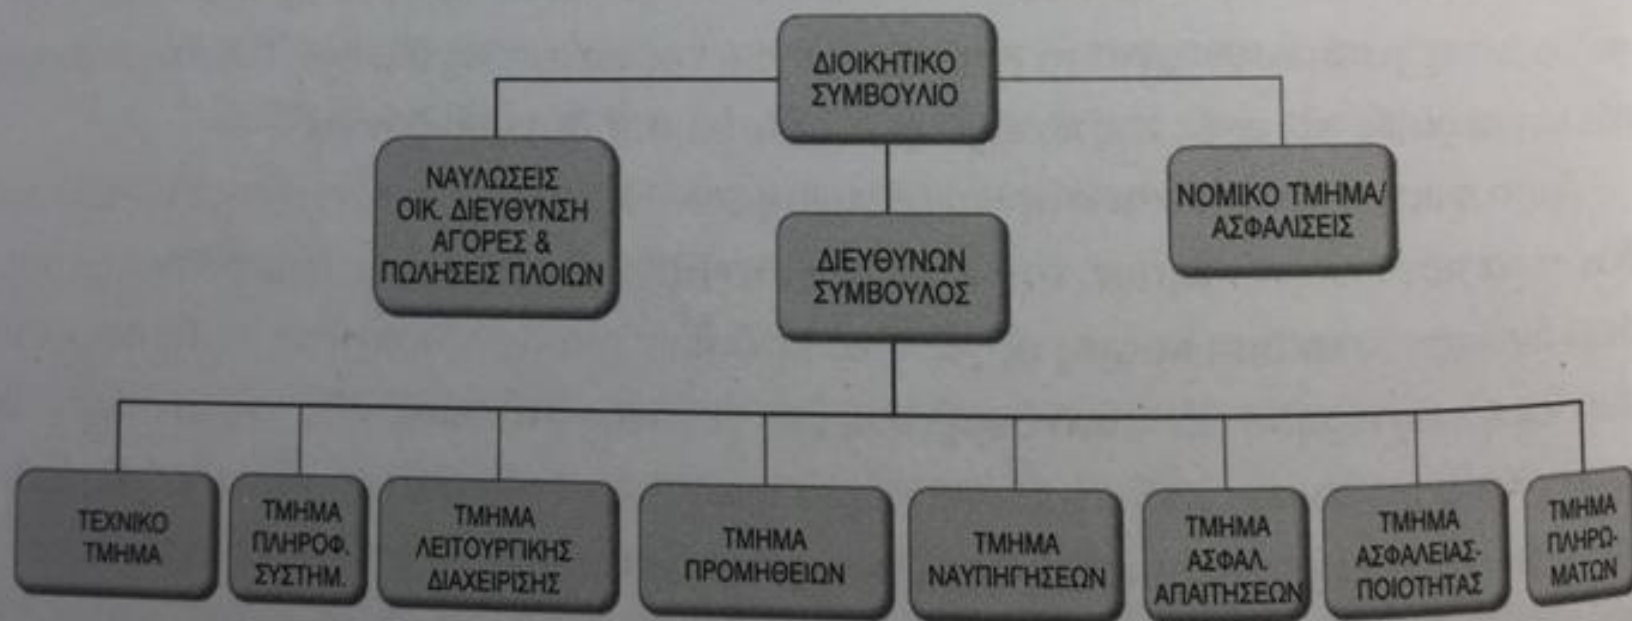 ΔΙΟΙΚΗΤΙΚΟ
ΣΥΜΒΟΥΛΙΟ
ΝΑΥΛΩΣΕΙΣ
ΟΙΚ. ΔΙΕΥΘΥΝΣΗ
ΑΓΟΡΕΣ &
ΠΩΛΗΣΕΙΣ ΠΛΟΙΩΝ
ΔΙΕΥΘΥΝΩΝ
ΣΥΜΒΟΥΛΟΣ
ΝΟΜΙΚΟ ΤΜΗΜΑ/
ΑΣΦΑΛΙΣΕΙΣ
ΤΕΧΝΙΚΟ
ΤΜΗΜΑ
ΤΜΗΜΑ
ΠΛΗΡΟΦ.
ΣΥΣΤΗΜ.
ΤΜΗΜΑ
ΛΕΙΤΟΥΡΓΙΚΗΣ
ΔΙΑΧΕΙΡΙΣΗΣ
ΤΜΗΜΑ
ΠΡΟΜΗΘΕΙΩΝ
ΤΜΗΜΑ
ΝΑΥΠΗΓΗΣΕΩΝ
ΤΜΗΜΑ
ΑΣΦΑΛ.
ΑΠΑΙΤΗΣΕΩΝ
ΤΜΗΜΑ
ΑΣΦΑΛΕΙΑΣ-
ΠΟΙΟΤΗΤΑΣ
ΤΜΗΜΑ
ΠΛΗΡΩ-
ΜΑΤΩΝ